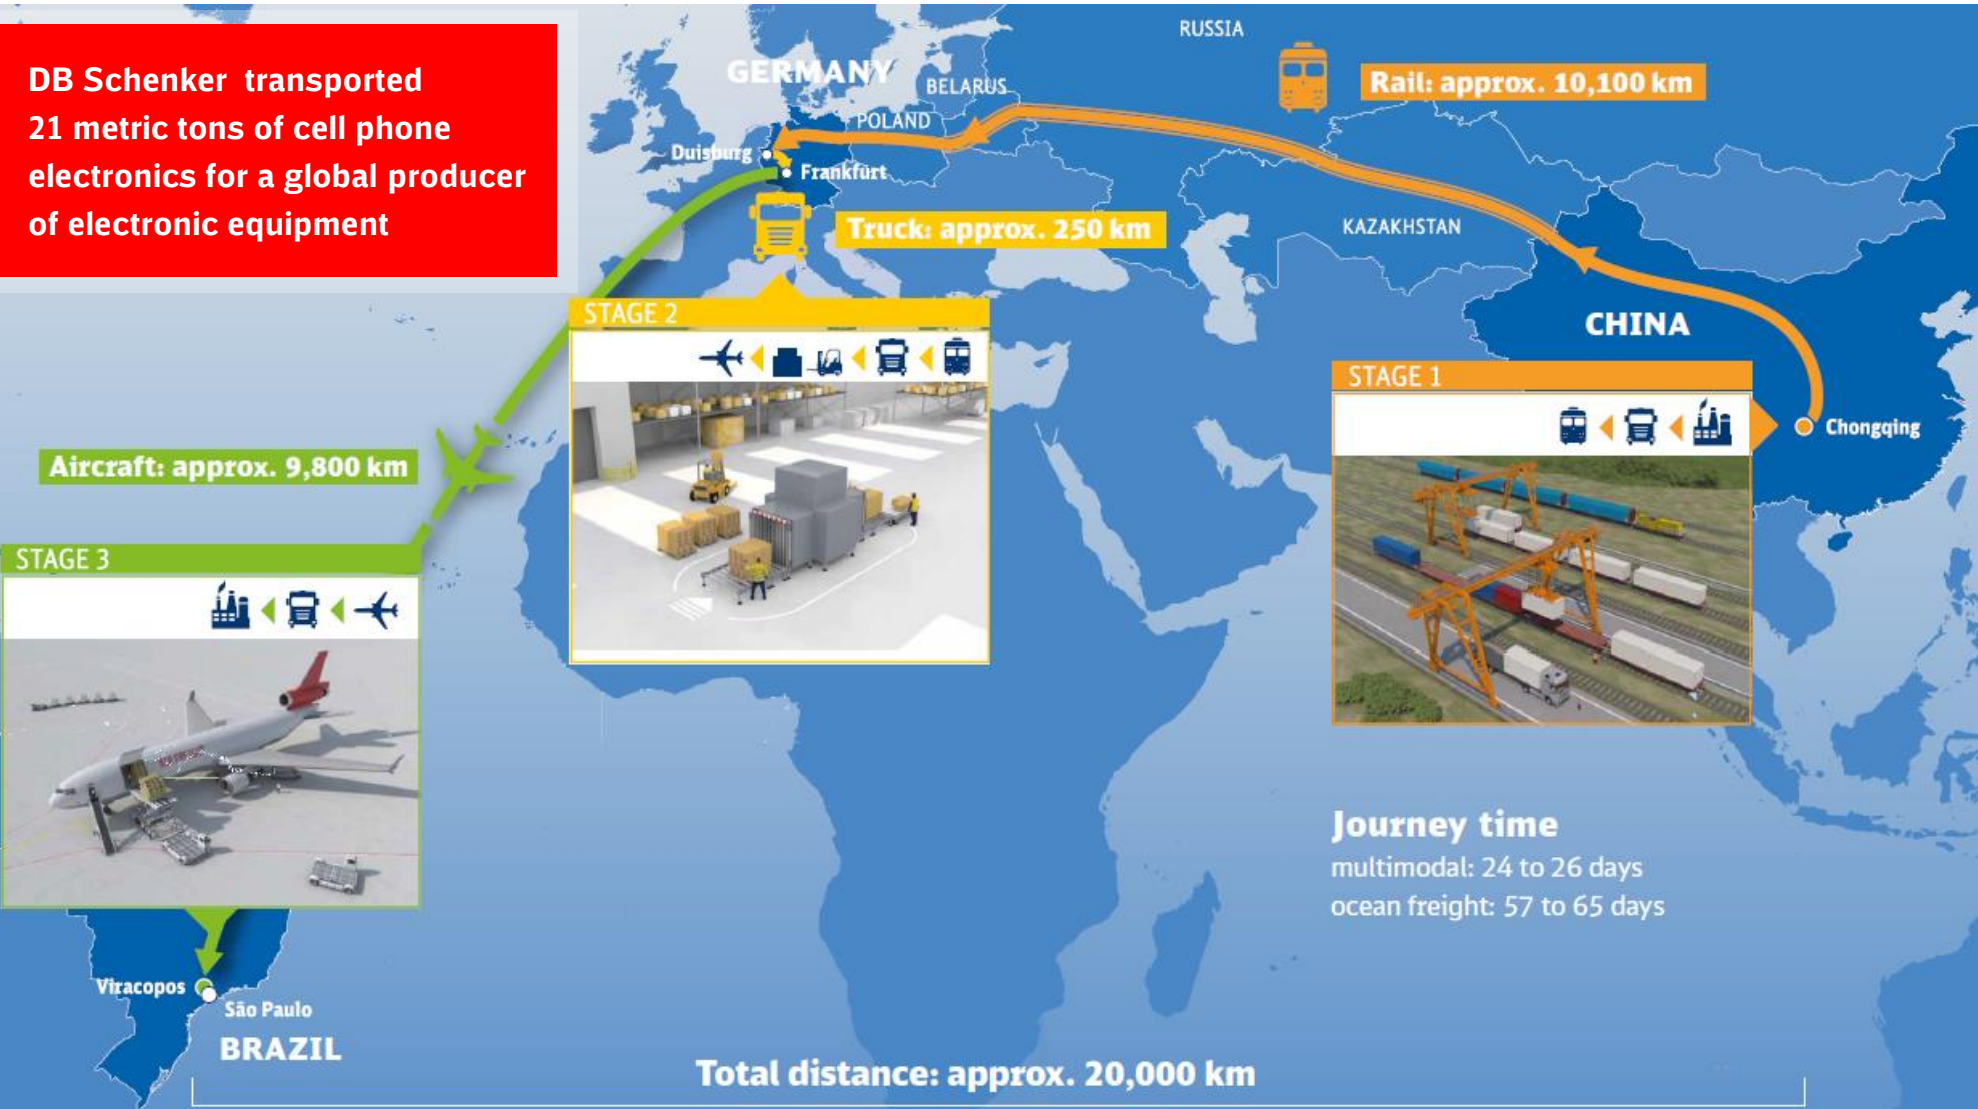 DB Schenker transported
21 metric tons of cell phone
electronics for a global producer
of electronic equipment
RUSSIA
GERMANY
BELARUS
POLAND
Rail: approx. 10,100 km
Duisburg
Frankfurt
Truck: approx. 250 km
KAZAKHSTAN
STAGE 2
CHINA
STAGE 1
Chongqing
Aircraft: approx. 9,800 km
STAGE 3
Journey time
multimodal: 24 to 26 days
ocean freight: 57 to 65 days
Viracopos
São Paulo
BRAZIL
Total distance: approx. 20,000 km